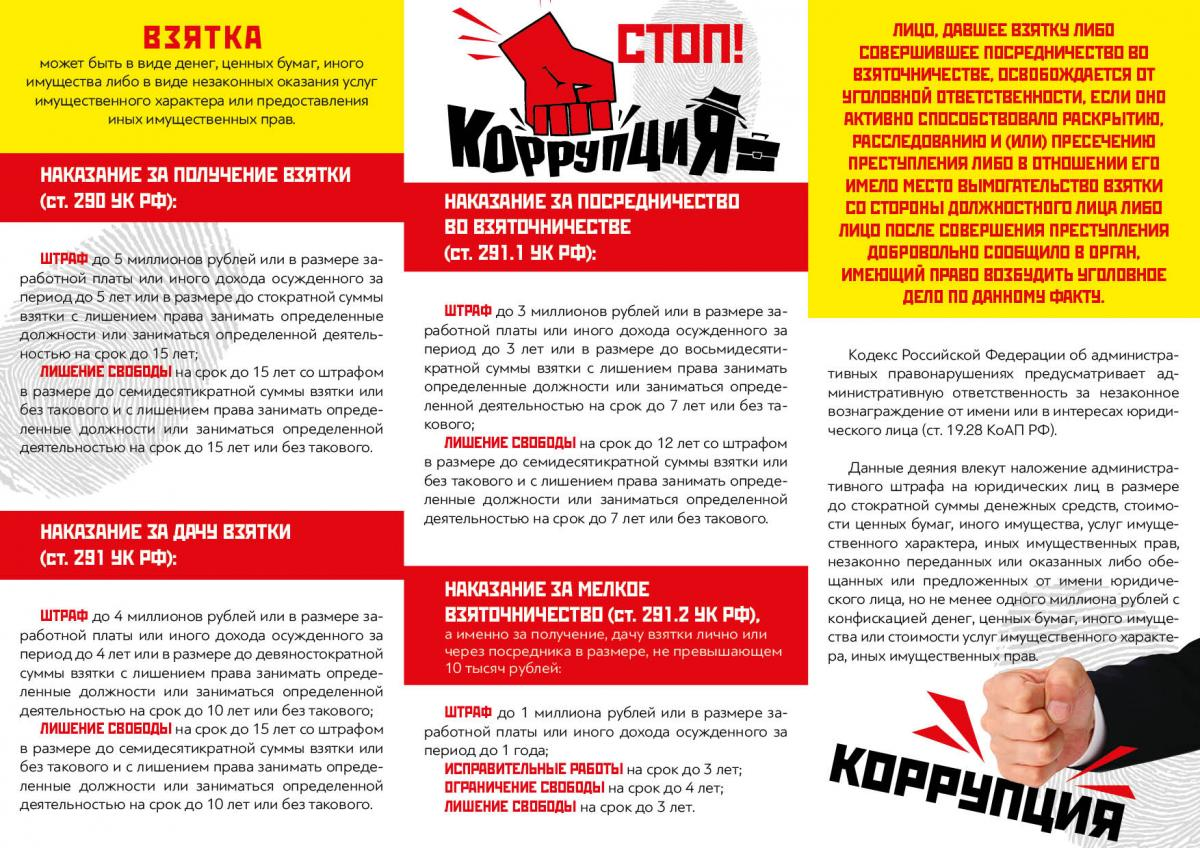 ВЗЯТКА
может быть в виде денег, ценных бумаг, иного
имущества либо в виде незаконных оказания услуг
имущественного характера или предоставления
иных имущественных прав.
НАКАЗАНИЕ ЗА ПОЛУЧЕНИЕ ВЗЯТКИ
(ст. 290 УК РФ):
ШТРАФ до 5 миллионов рублей или в размере за-
работной платы или иного дохода осужденного за
период до 5 лет или в размере до стократной суммы
взятки с лишением права занимать определенные
должности или заниматься определенной деятель-
ностью на срок до 15 лет;
ЛИШЕНИЕ СВОБОДЫ на срок до 15 лет со штрафом
в размере до семидесятикратной суммы взятки или
без такового и с лишением права занимать опреде-
ленные должности или заниматься определенной
деятельностью на срок до 15 лет или без такового.
НАКАЗАНИЕ ЗА ДАЧУ ВЗЯТКИ
(ст. 291 УК РФ):
ШТРАФ до 4 миллионов рублей или в размере за-
работной платы или иного дохода осужденного за
период до 4 лет или в размере до девяностократной
суммы взятки с лишением права занимать опреде-
ленные должности или заниматься определенной
деятельностью на срок до 10 лет или без такового;
ЛИШЕНИЕ СВОБОДЫ на срок до 15 лет со штрафом
в размере до семидесятикратной суммы взятки или
без такового и с лишением права занимать опреде-
ленные должности или заниматься определенной
деятельностью на срок до 10 лет или без такового.
СТОП!
КОРРУПЦИЯ
НАКАЗАНИЕ ЗА ПОСРЕДНИЧЕСТВО
ВО ВЗЯТОЧНИЧЕСТВЕ
(ст. 291.1 УК РФ):
ШТРАФ до 3 миллионов рублей или в размере за-
работной платы или иного дохода осужденного за
период до 3 лет или в размере до восьмидесяти-
кратной суммы взятки с лишением права занимать
определенные должности или заниматься определе-
ленной деятельностью на срок до 7 лет или без та-
кового;
ЛИШЕНИЕ СВОБОДЫ на срок до 12 лет со штрафом
в размере до семидесятикратной суммы взятки или
без такового и с лишением права занимать опреде-
ленные должности или заниматься определенной
деятельностью на срок до 7 лет или без такового.
НАКАЗАНИЕ ЗА МЕЛКОЕ
ВЗЯТОЧНИЧЕСТВО (ст. 291.2 УК РФ),
а именно за получение, дачу взятки лично или
через посредника в размере, не превышающем
10 тысяч рублей:
ШТРАФ до 1 миллиона рублей или в размере за-
работной платы или иного дохода осужденного за
период до 1 года;
ИСПРАВИТЕЛЬНЫЕ РАБОТЫ на срок до 3 лет;
ОГРАНИЧЕНИЕ СВОБОДЫ на срок до 4 лет;
ЛИШЕНИЕ СВОБОДЫ на срок до 3 лет.
ЛИЦО, ДАВШЕЕ ВЗЯТКУ ЛИБО
СОВЕРШИВШЕЕ ПОСРЕДНИЧЕСТВО ВО
ВЗЯТОЧНИЧЕСТВЕ, ОСВОБОЖДАЕТСЯ ОТ
УГОЛОВНОЙ ОТВЕТСТВЕННОСТИ, ЕСЛИ ОНО
АКТИВНО СПОСОБСТВОВАЛО РАСКРЫТИЮ,
РАССЛЕДОВАНИЮ И (ИЛИ) ПРЕСЕЧЕНИЮ
ПРЕСТУПЛЕНИЯ ЛИБО В ОТНОШЕНИИ ЕГО
ИМЕЛО МЕСТО ВЫМОГАТЕЛЬСТВО ВЗЯТКИ
СО СТОРОНЫ ДОЛЖНОСТНОГО ЛИЦА ЛИБО
ЛИЦО ПОСЛЕ СОВЕРШЕНИЯ ПРЕСТУПЛЕНИЯ
ДОБРОВОЛЬНО СООБЩИЛО В ОРГАН,
ИМЕЮЩИЙ ПРАВО ВОЗБУДИТЬ УГОЛОВНОЕ
ДЕЛО ПО ДАННОМУ ФАКТУ.
Кодекс Российской Федерации об администра-
тивных правонарушениях предусматривает ад-
министративную ответственность за незаконное
вознаграждение от имени или в интересах юриди-
ческого лица (ст. 19.28 КоАП РФ).
Данные деяния влекут наложение администра-
тивного штрафа на юридических лиц в размере
до стократной суммы денежных средств, стоимо-
сти ценных бумаг, иного имущества, услуг имуще-
ственного характера, иных имущественных прав,
незаконно переданных или оказанных либо обе-
щанных или предложенных от имени юридиче-
ского лица, но не менее одного миллиона рублей с
конфискацией денег, ценных бумаг, иного имуще-
ства или стоимости услуг имущественного характе-
ра, иных имущественных прав.
КОРРУПЦИЯ